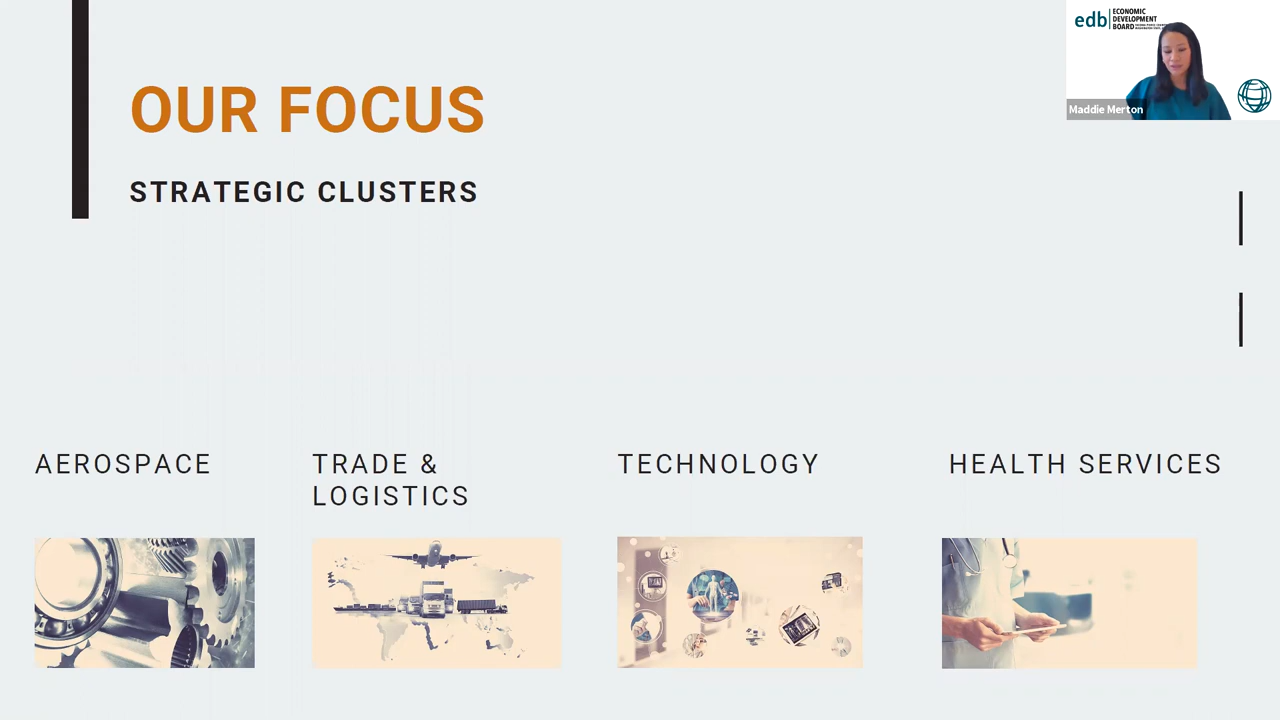 edb
ECONOMIC
DEVELOPMENT
BOARD
Maddie Merton
OUR FOCUS
STRATEGIC CLUSTERS
AEROSPACE
TRADE &
LOGISTICS
TECHNOLOGY
HEALTH SERVICES